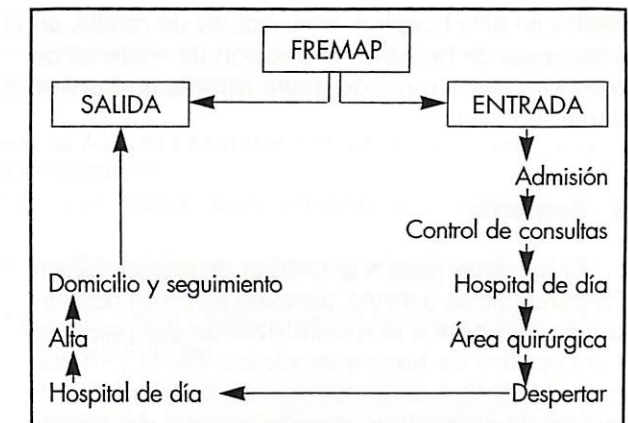 FREMAP
SALIDA
ENTRADA
Admisión
Control de consultas
Domicilio y seguimiento
Hospital de día
Alta
Área quirúrgica
Hospital de día
Despertar